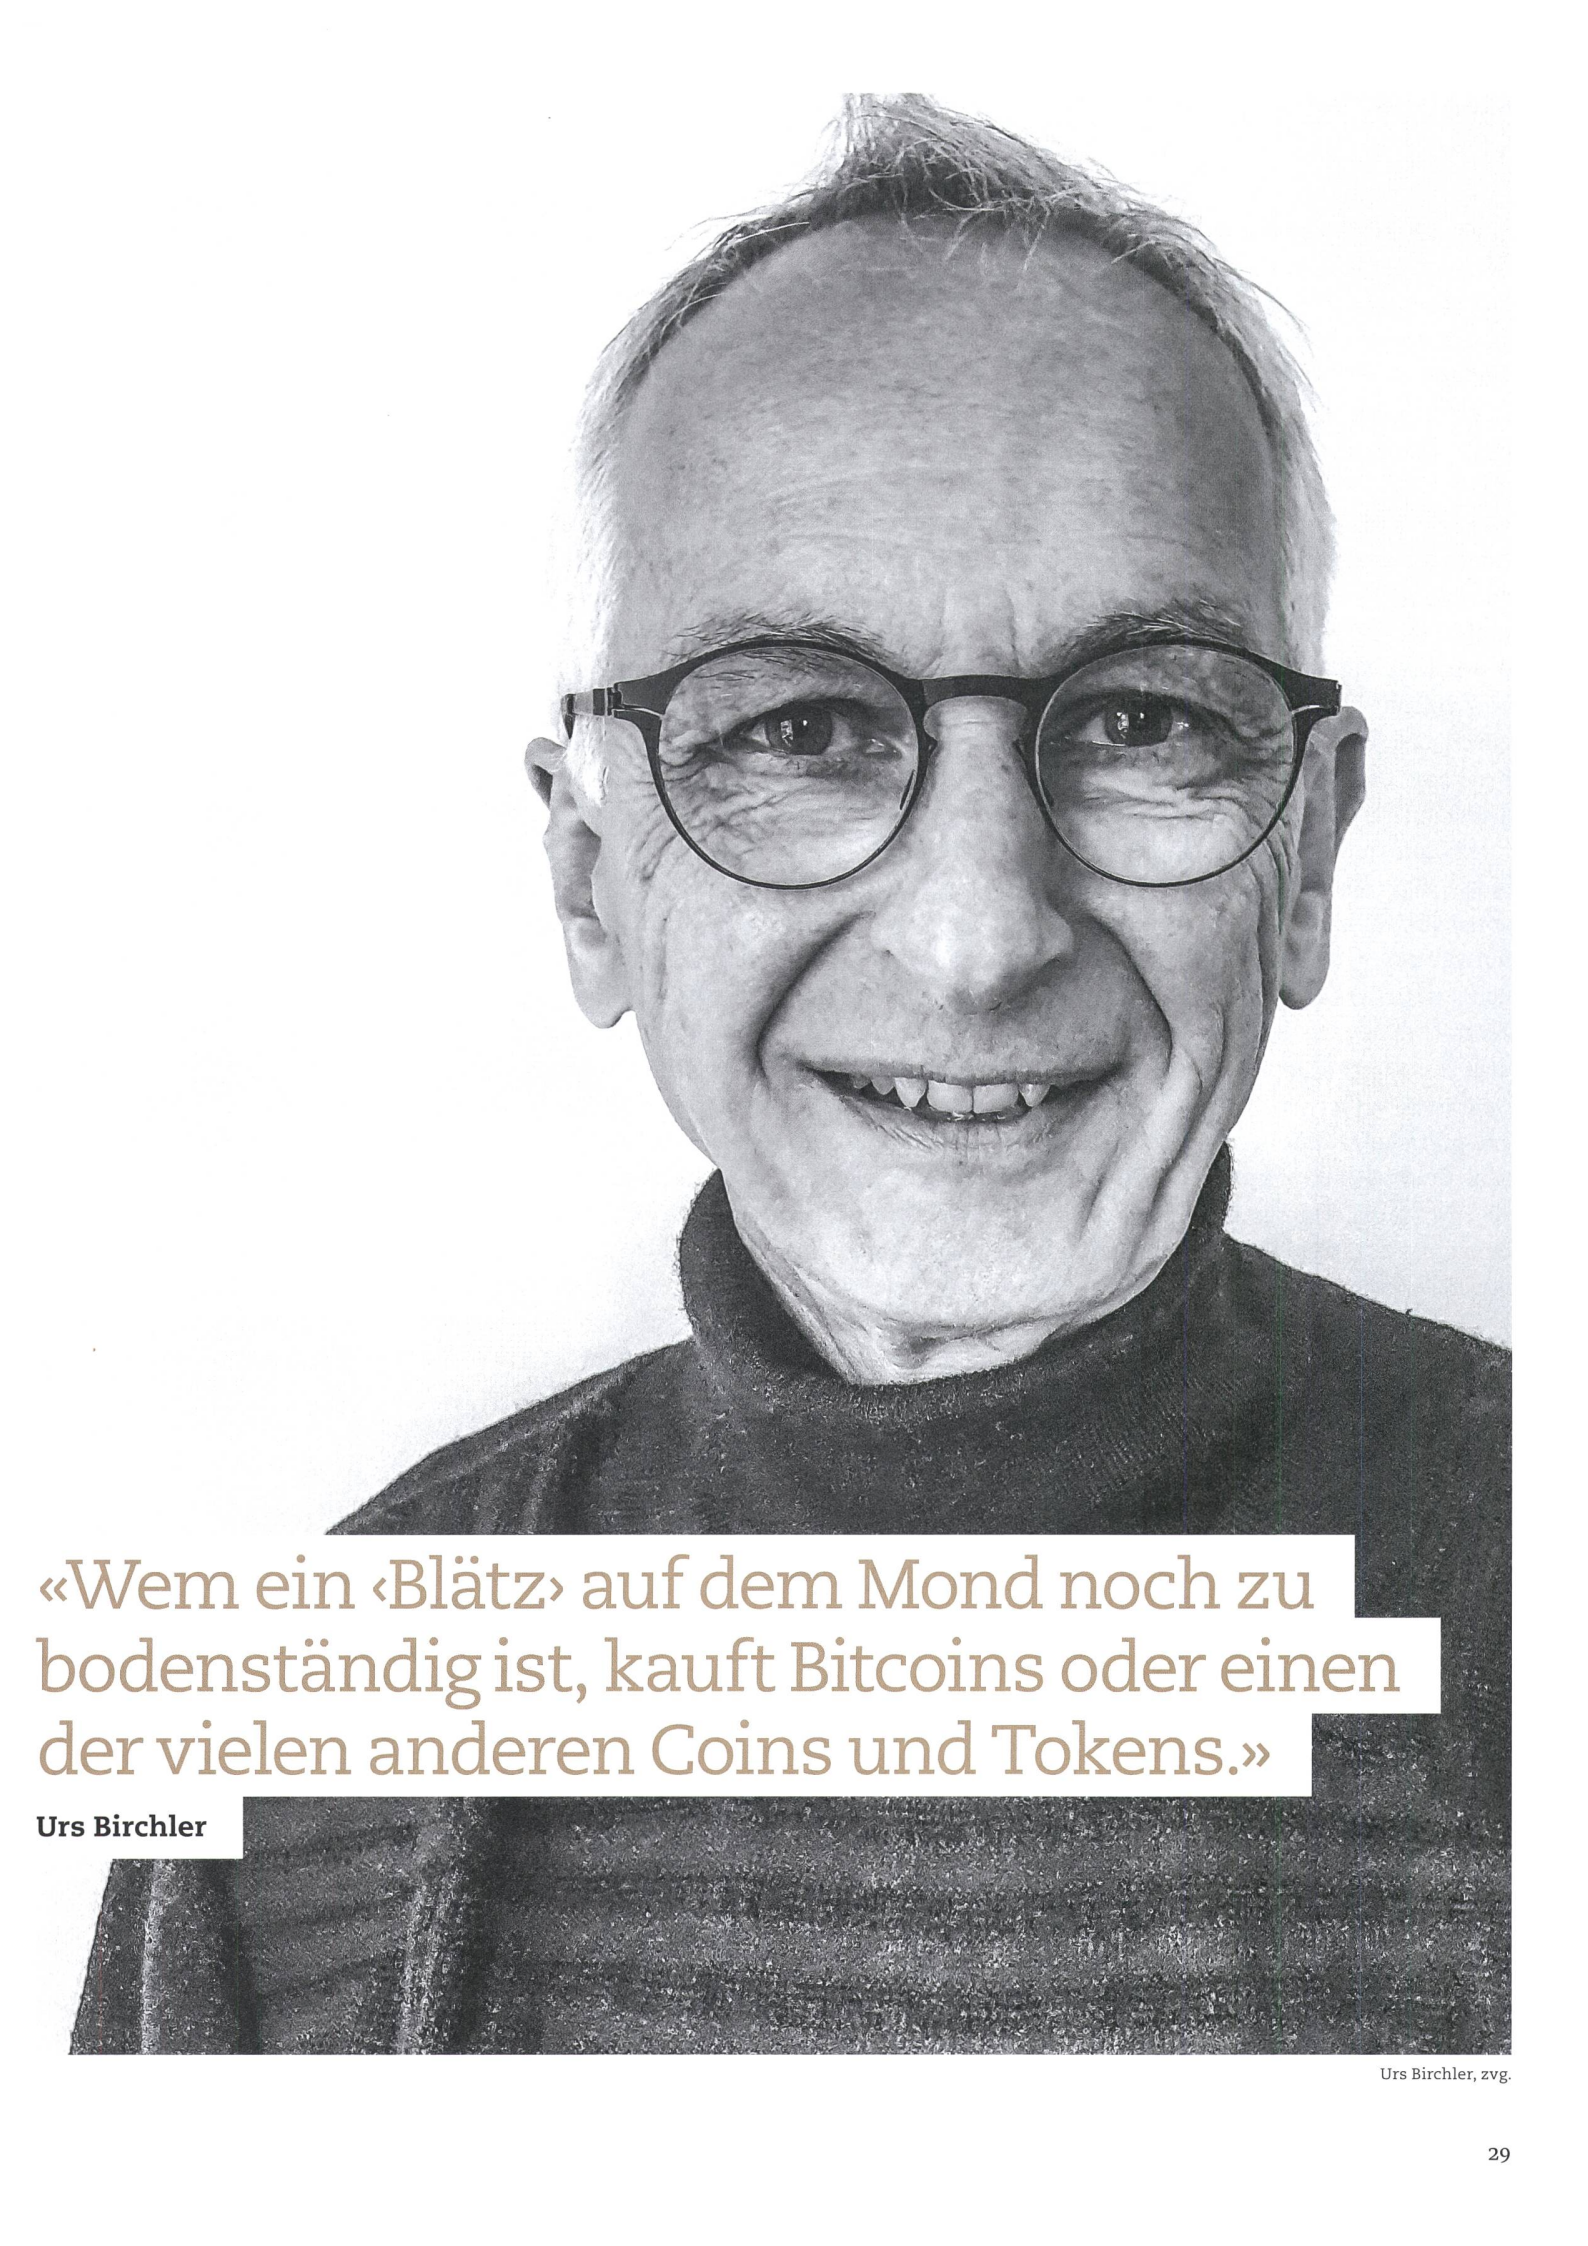 «Wem ein ‹Blätz› auf dem Mond noch zu
bodenständig ist, kauft Bitcoins oder einen
der vielen anderen Coins und Tokens.»
Urs Birchler
Urs Birchler, zvg.
29